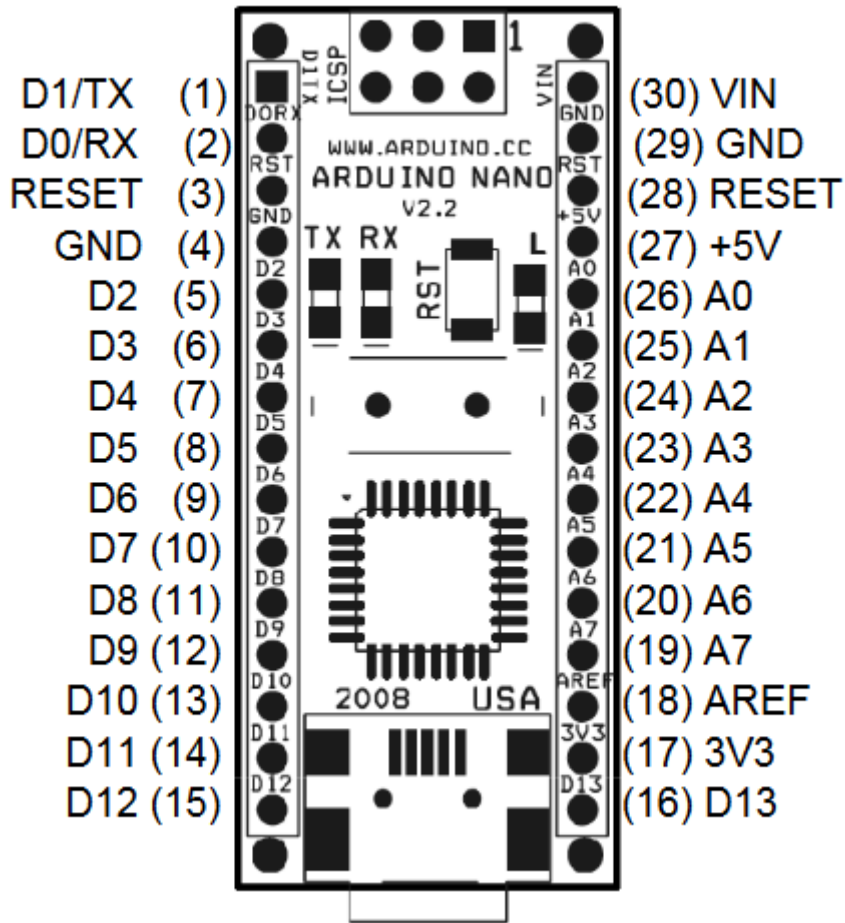 D1/TX (1)
D0/RX (2)
RESET (3)
GND (4)
D2 (5)
D3 (6)
D4 (7)
D5 (8)
D6 (9)
D7 (10)
D8 (11)
D9 (12)
D10 (13)
D11 (14)
D12 (15)
D1TX
ICSP
1
VIN
WWW.ARDUINO.CC
ARDUINO NANO
V2.2
TX RX
RST
L
2008 USA
DORX
RST
GND
D2
D3
D4
D5
D6
D7
D8
D9
D10
D11
D12
GND
RST
+5V
A0
A1
A2
A3
A4
A5
A6
A7
AREF
3V3
D13
(30) VIN
(29) GND
(28) RESET
(27) +5V
(26) A0
(25) A1
(24) A2
(23) A3
(22) A4
(21) A5
(20) A6
(19) A7
(18) AREF
(17) 3V3
(16) D13